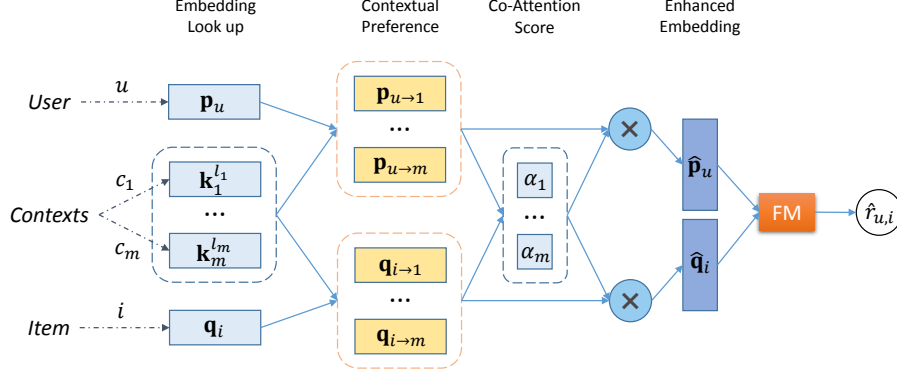 Embedding
Look up
Contextual
Preference
Co-Attention
Score
Enhanced
Embedding
User
u
p_u
p_{u→1}
...
p_{u→m}
×
p̂_u
Contexts
c_1
c_m
k_1^{l_1}
...
k_m^{l_m}
α_1
...
α_m
FM
r̂_{u,i}
Item
i
q_i
q_{i→1}
...
q_{i→m}
×
q̂_i